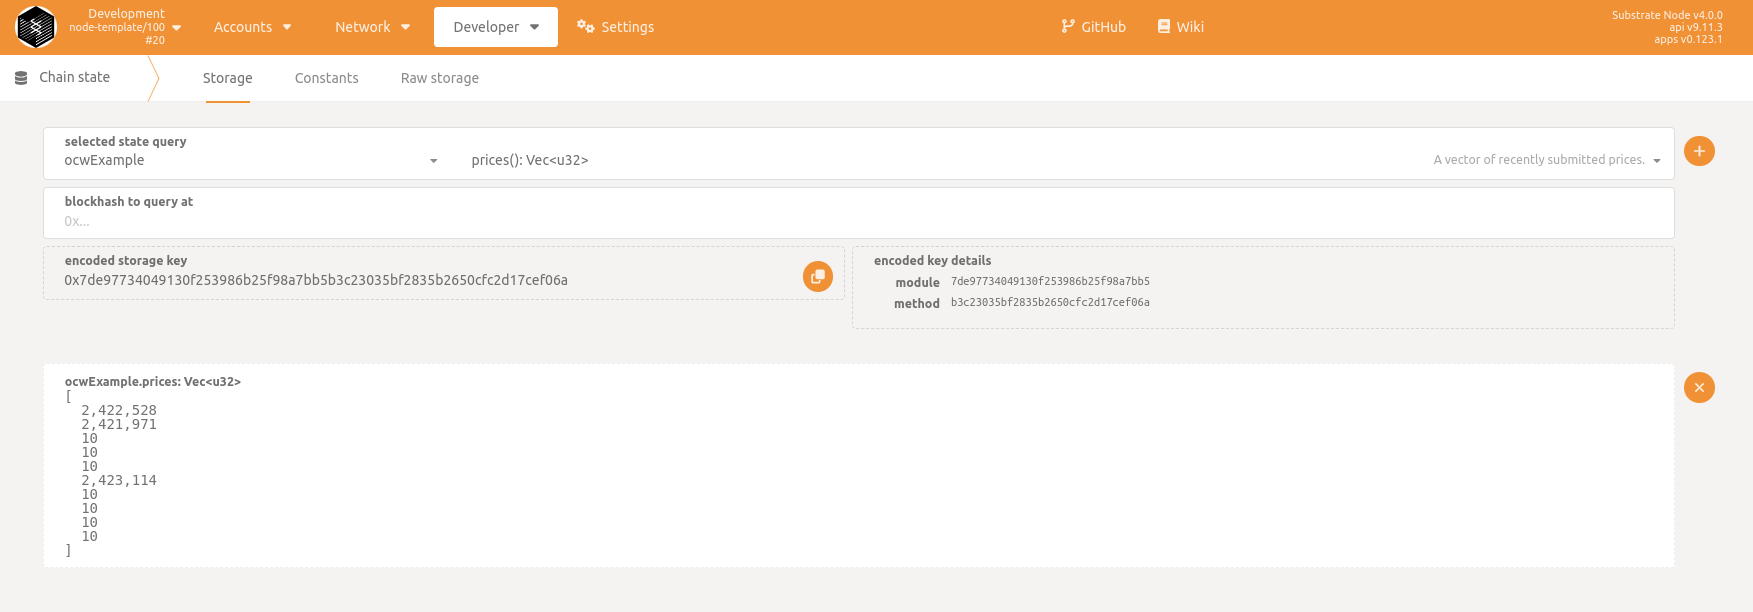 Development
node-template/100
#20
Accounts
Network
Developer
Settings
GitHub
Wiki
Substrate Node v4.0.0
api v9.11.3
apps v0.123.1
Chain state
Storage
Constants
Raw storage
selected state query
ocwExample
prices(): Vec<u32>
A vector of recently submitted prices.
blockhash to query at
0x...
encoded storage key
0x7de97734049130f253986b25f98a7bb5b3c23035bf2835b2650cfc2d17cef06a
encoded key details
module 7de97734049130f253986b25f98a7bb5
method b3c23035bf2835b2650cfc2d17cef06a
ocwExample.prices: Vec<u32>
[
2,422,528
2,421,971
10
10
10
2,423,114
10
10
10
10
]